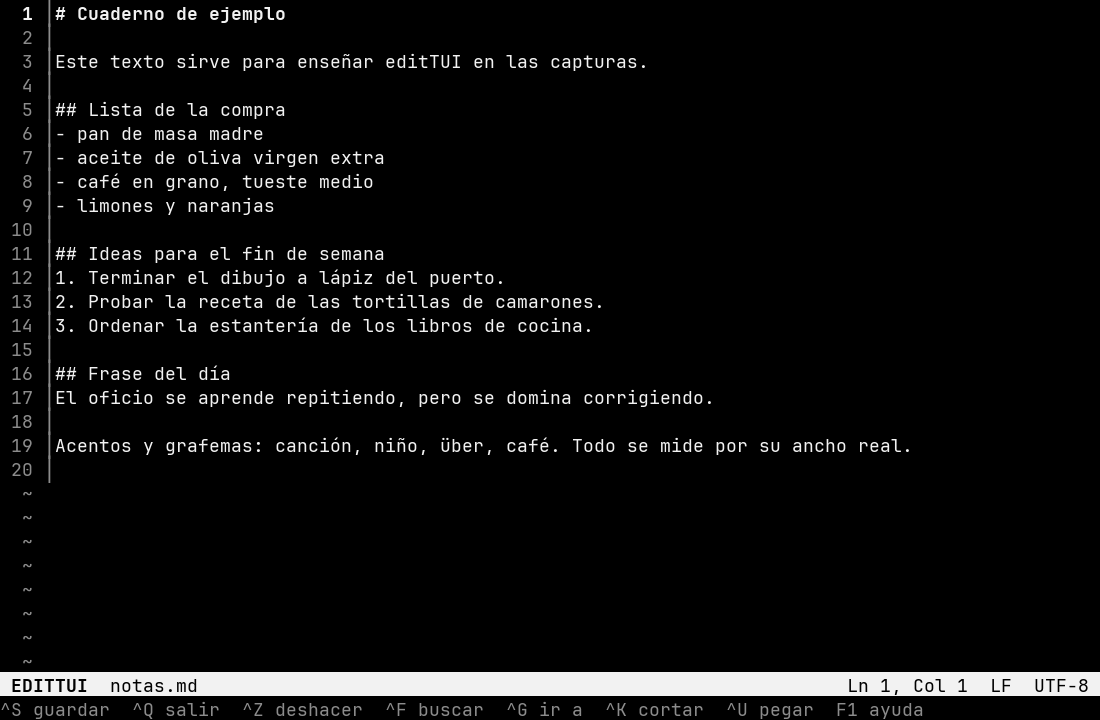 1 # Cuaderno de ejemplo
2
3 Este texto sirve para enseñar editTUI en las capturas.
4
5 ## Lista de la compra
6 - pan de masa madre
7 - aceite de oliva virgen extra
8 - café en grano, tueste medio
9 - limones y naranjas
10
11 ## Ideas para el fin de semana
12 1. Terminar el dibujo a lápiz del puerto.
13 2. Probar la receta de las tortillas de camarones.
14 3. Ordenar la estantería de los libros de cocina.
15
16 ## Frase del día
17 El oficio se aprende repitiendo, pero se domina corrigiendo.
18
19 Acentos y grafemas: canción, niño, über, café. Todo se mide por su ancho real.
20
~
~
~
~
~
~
~
~
EDITTUI notas.md Ln 1, Col 1 LF UTF-8
^S guardar ^Q salir ^Z deshacer ^F buscar ^G ir a ^K cortar ^U pegar F1 ayuda